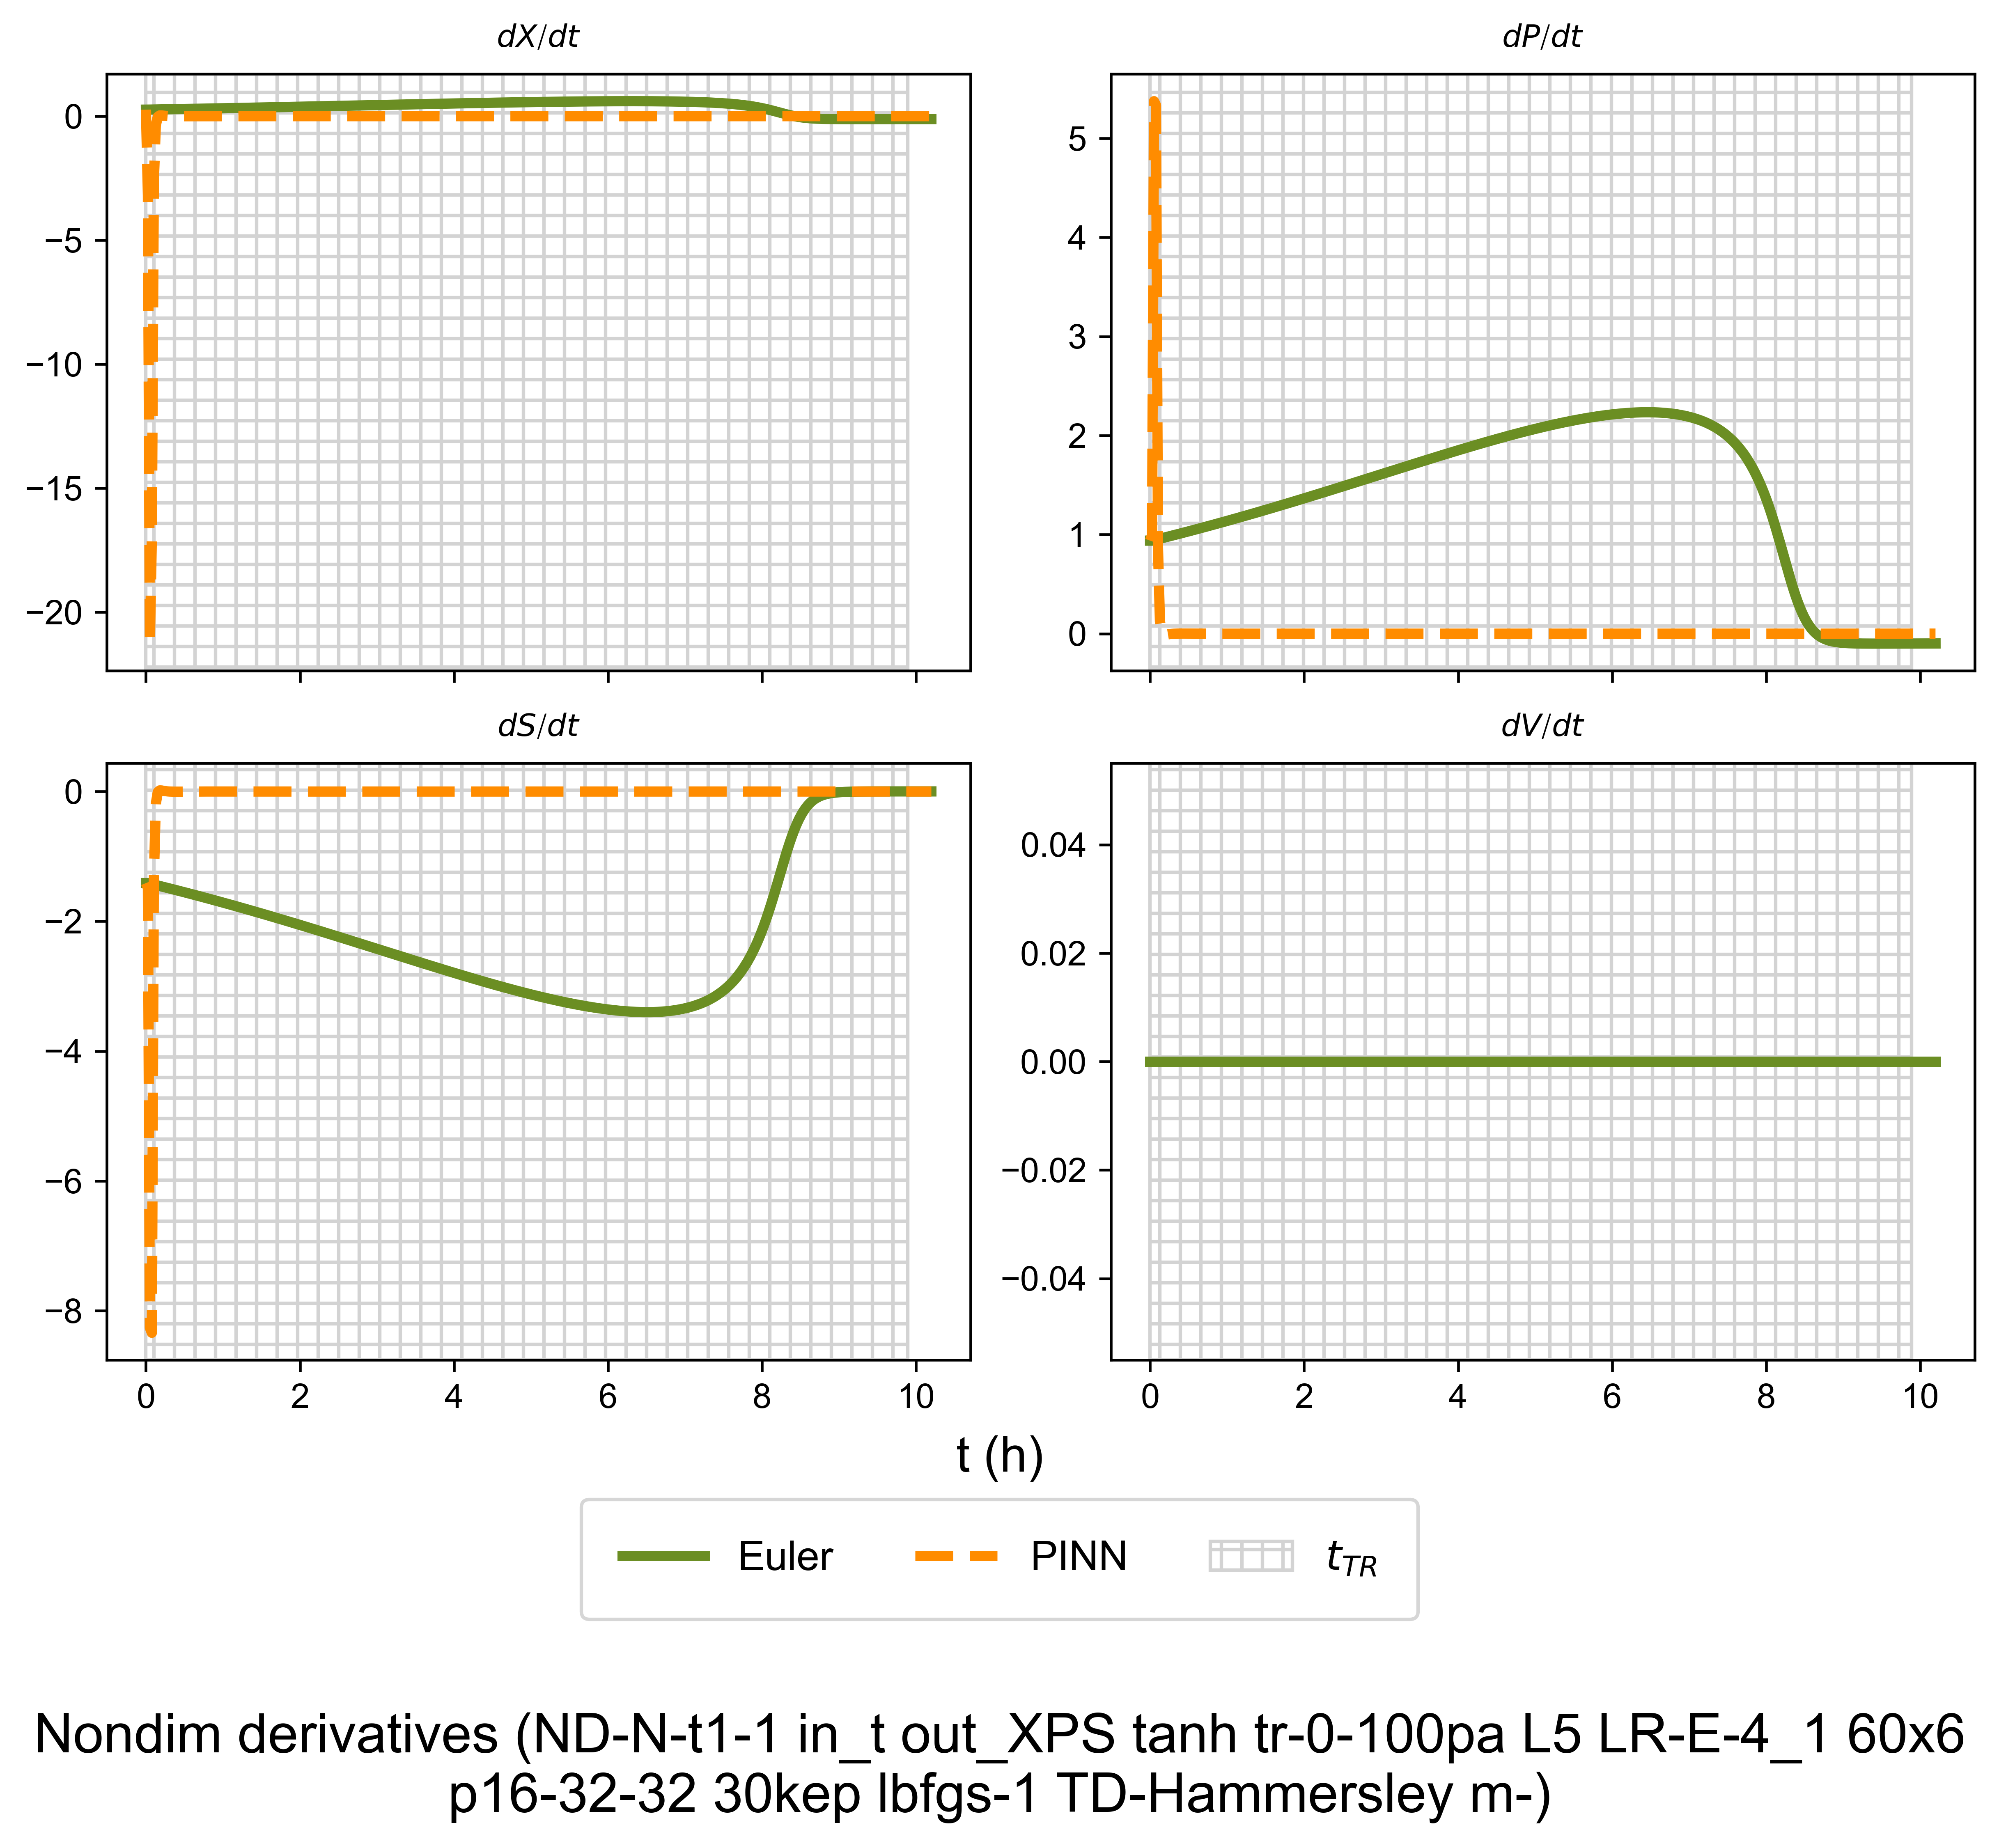 dX/dt
dP/dt
0
−5
−10
−15
−20
5
4
3
2
1
0
dS/dt
dV/dt
0
−2
−4
−6
−8
0.04
0.02
0.00
−0.02
−0.04
0 2 4 6 8 10
0 2 4 6 8 10
t (h)
Euler PINN t_TR
Nondim derivatives (ND-N-t1-1 in_t out_XPS tanh tr-0-100pa L5 LR-E-4_1 60x6
p16-32-32 30kep lbfgs-1 TD-Hammersley m-)